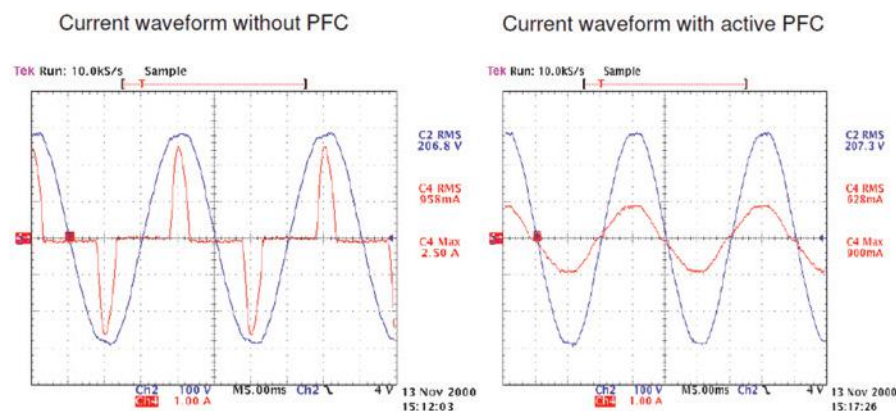 Current waveform without PFC
Tek Run: 10.0kS/s Sample
T
C2 RMS
206.8 V
C4 RMS
958mA
C4 Max
2.50 A
Ch2 100 V M5.00ms Ch2 4 V
Ch4 1.00 A
13 Nov 2000
15:12:03
Current waveform with active PFC
Tek Run: 10.0kS/s Sample
T
C2 RMS
207.3 V
C4 RMS
628mA
C4 Max
900mA
Ch2 100 V M5.00ms Ch2 4 V
Ch4 1.00 A
13 Nov 2000
15:17:26